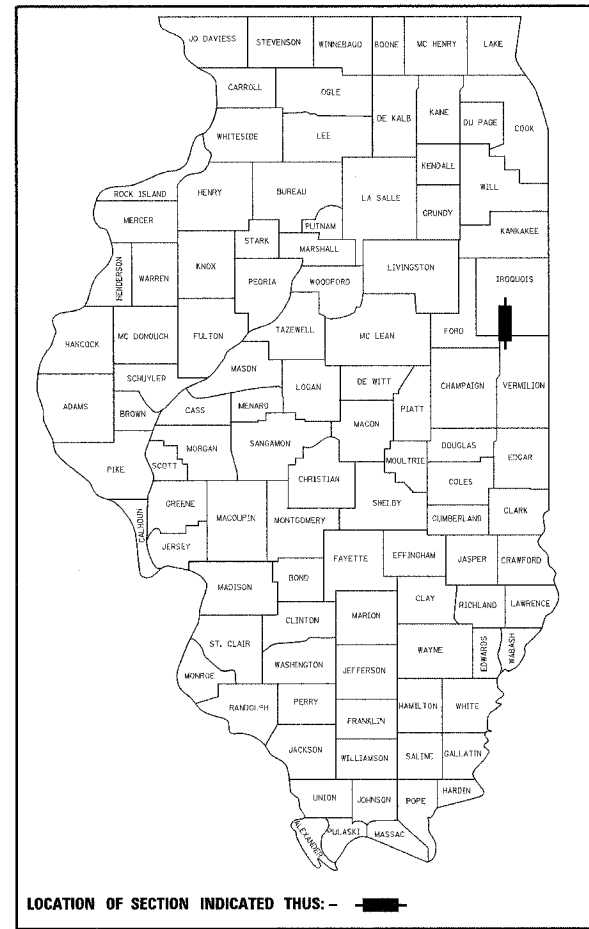 JO DAVIESS STEVENSON WINNEBAGO BOONE MC HENRY LAKE
CARROLL OGLE
DE KALB KANE DU PAGE COOK
WHITESIDE LEE
KENDALL
WILL
ROCK ISLAND HENRY BUREAU LA SALLE GRUNDY
MERCER PUTNAM KANKAKEE
STARK MARSHALL
HENDERSON WARREN KNOX PEORIA WOODFORD LIVINGSTON IROQUOIS
HANCOCK MC DONOUGH FULTON TAZEWELL MC LEAN FORD
MASON
SCHUYLER LOGAN DE WITT CHAMPAIGN VERMILION
ADAMS BROWN CASS MENARD MACON PIATT
MORGAN SANGAMON DOUGLAS
PIKE SCOTT CHRISTIAN MOULTRIE EDGAR
COLES
GREENE MACOUPIN MONTGOMERY SHELBY CUMBERLAND CLARK
CALHOUN
JERSEY FAYETTE EFFINGHAM JASPER CRAWFORD
MADISON BOND CLAY
RICHLAND LAWRENCE
CLINTON MARION
ST. CLAIR WAYNE EDWARDS WABASH
WASHINGTON JEFFERSON
MONROE
RANDOLPH PERRY HAMILTON WHITE
FRANKLIN
JACKSON WILLIAMSON SALINE GALLATIN
UNION JOHNSON POPE HARDIN
ALEXANDER PULASKI MASSAC
LOCATION OF SECTION INDICATED THUS: -